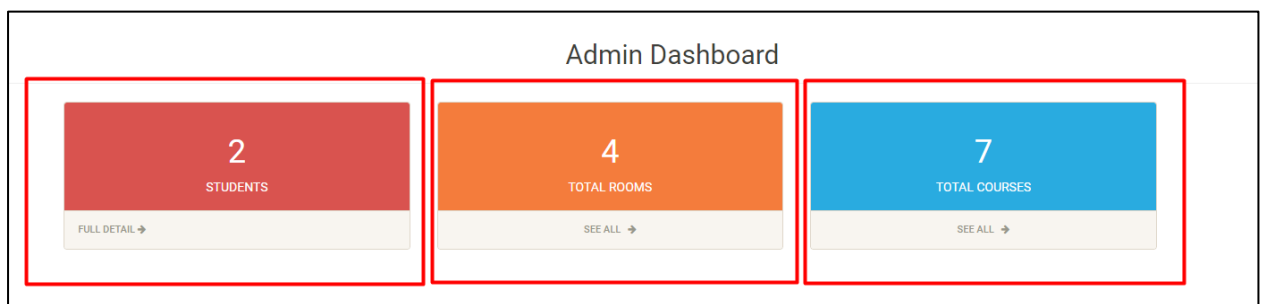 Admin Dashboard
2
STUDENTS
FULL DETAIL
4
TOTAL ROOMS
SEE ALL
7
TOTAL COURSES
SEE ALL